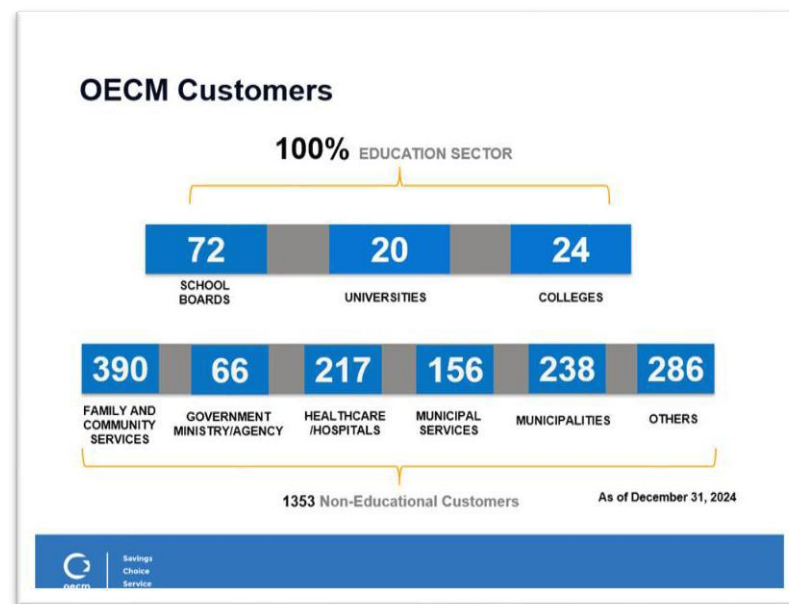 OECM Customers
100% EDUCATION SECTOR
72 20 24
SCHOOL
BOARDS
UNIVERSITIES
COLLEGES
390 66 217 156 238 286
FAMILY AND
COMMUNITY
SERVICES
GOVERNMENT
MINISTRY/AGENCY
HEALTHCARE
/HOSPITALS
MUNICIPAL
SERVICES
MUNICIPALITIES
OTHERS
1353 Non-Educational Customers
As of December 31, 2024
oecm
Savings
Choice
Service